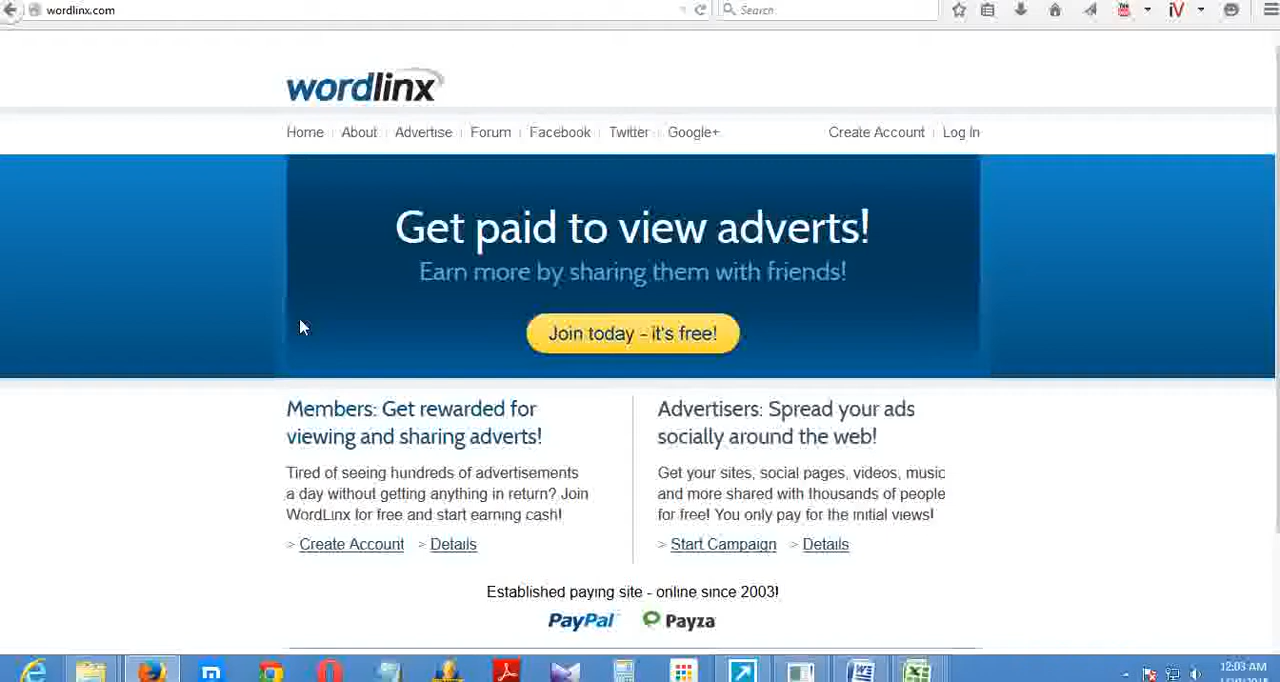 wordlinx.com
Search
wordlinx
Home About Advertise Forum Facebook Twitter Google+ Create Account Log In
Get paid to view adverts!
Earn more by sharing them with friends!
Join today - it's free!
Members: Get rewarded for
viewing and sharing adverts!
Tired of seeing hundreds of advertisements
a day without getting anything in return? Join
WordLinx for free and start earning cash!
> Create Account > Details
Advertisers: Spread your ads
socially around the web!
Get your sites, social pages, videos, music
and more shared with thousands of people
for free! You only pay for the initial views!
> Start Campaign > Details
Established paying site - online since 2003!
PayPal Payza
12:03 AM